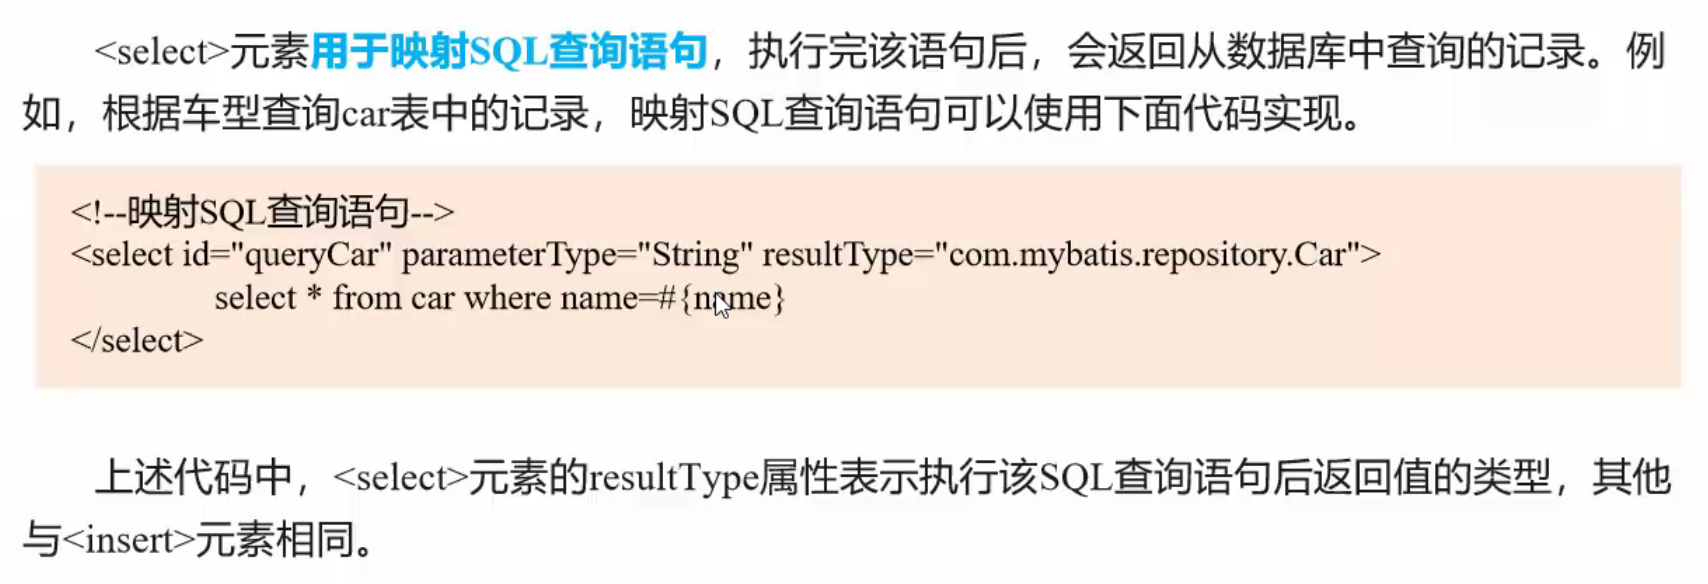 <select>元素用于映射SQL查询语句，执行完该语句后，会返回从数据库中查询的记录。例
如，根据车型查询car表中的记录，映射SQL查询语句可以使用下面代码实现。
<!--映射SQL查询语句-->
<select id="queryCar" parameterType="String" resultType="com.mybatis.repository.Car">
select * from car where name=#{name}
</select>
上述代码中，<select>元素的resultType属性表示执行该SQL查询语句后返回值的类型，其他
与<insert>元素相同。